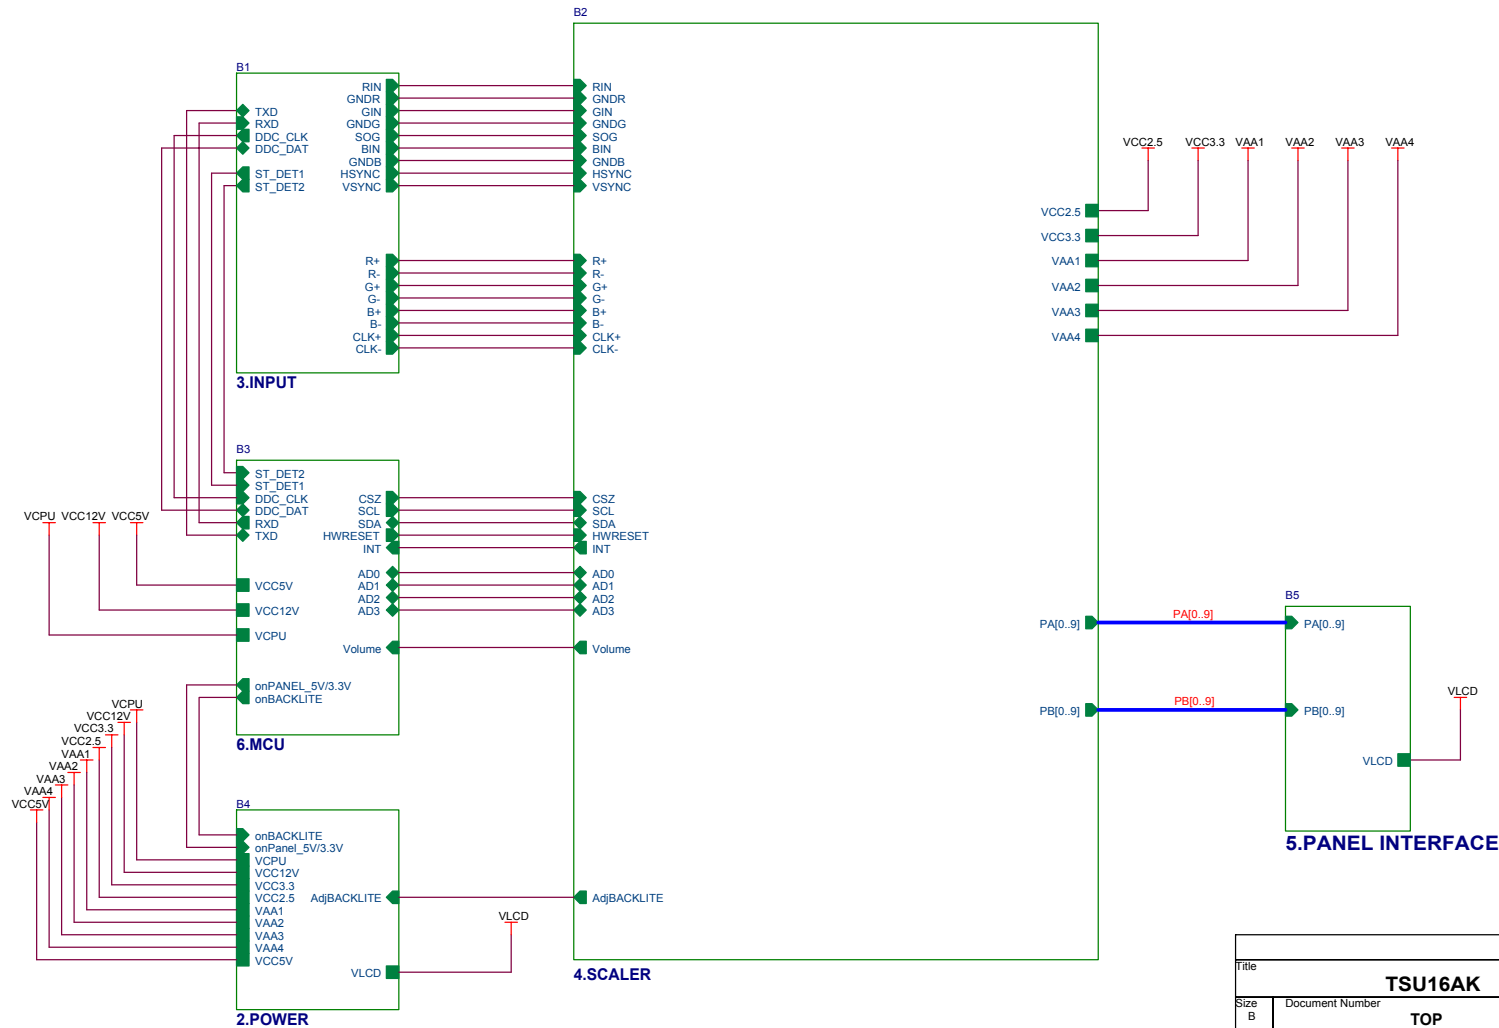 B2
B1
RIN
GNDR
GIN
GNDG
SOG
BIN
GNDB
HSYNC
VSYNC
TXD
RXD
DDC_CLK
DDC_DAT
ST_DET1
ST_DET2
R+
R-
G+
G-
B+
B-
CLK+
CLK-
3.INPUT
RIN
GNDR
GIN
GNDG
SOG
BIN
GNDB
HSYNC
VSYNC
R+
R-
G+
G-
B+
B-
CLK+
CLK-
VCC2.5 VCC3.3 VAA1 VAA2 VAA3 VAA4
VCC2.5
VCC3.3
VAA1
VAA2
VAA3
VAA4
B3
ST_DET2
ST_DET1
DDC_CLK
DDC_DAT
RXD
TXD
VCPU VCC12V VCC5V
VCC5V
VCC12V
VCPU
CSZ
SCL
SDA
HWRESET
INT
AD0
AD1
AD2
AD3
Volume
onPANEL_5V/3.3V
onBACKLITE
6.MCU
CSZ
SCL
SDA
HWRESET
INT
AD0
AD1
AD2
AD3
Volume
PA[0..9]
PA[0..9]
PB[0..9]
PB[0..9]
B5
PA[0..9]
PB[0..9]
VLCD
VLCD
5.PANEL INTERFACE
VCPU
VCC12V
VCC3.3
VCC2.5
VAA1
VAA2
VAA3
VAA4
VCC5V
B4
onBACKLITE
onPanel_5V/3.3V
VCPU
VCC12V
VCC3.3
VCC2.5
VAA1
VAA2
VAA3
VAA4
VCC5V
AdjBACKLITE
VLCD
VLCD
2.POWER
AdjBACKLITE
4.SCALER
Title
TSU16AK
Size
B
Document Number
TOP